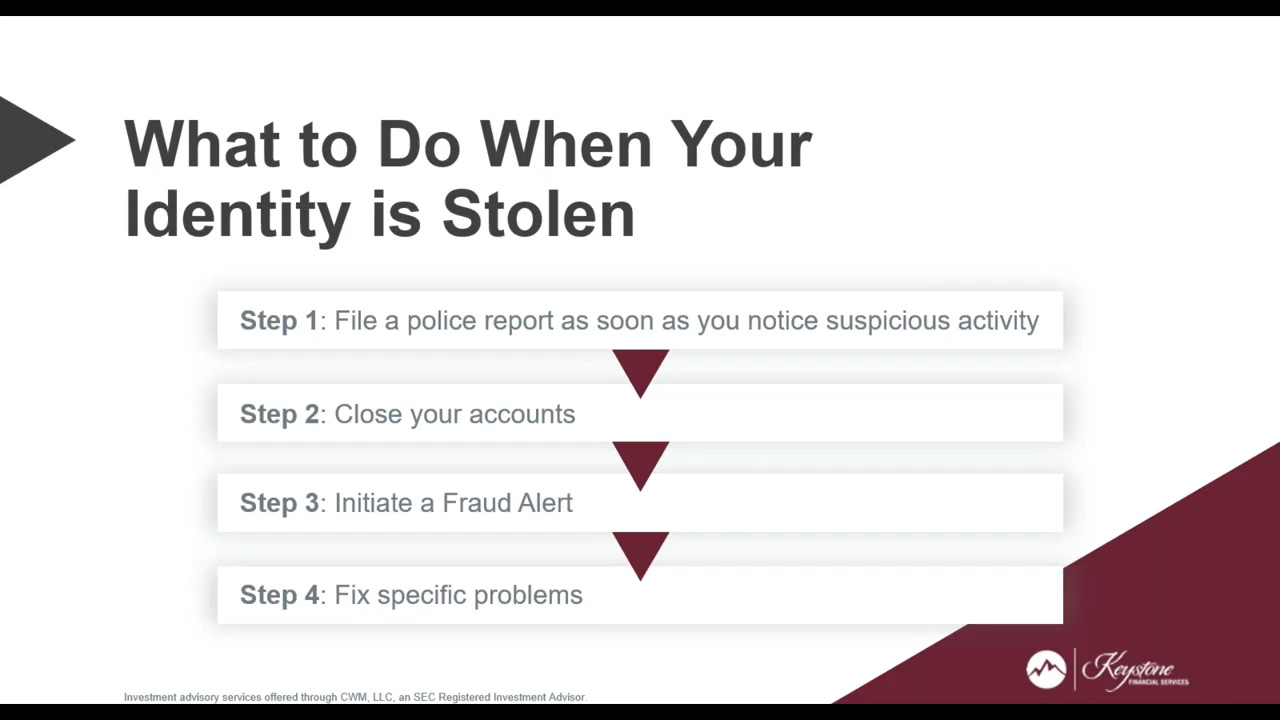 What to Do When Your
Identity is Stolen
Step 1: File a police report as soon as you notice suspicious activity
Step 2: Close your accounts
Step 3: Initiate a Fraud Alert
Step 4: Fix specific problems
Keystone
FINANCIAL SERVICES
Investment advisory services offered through CWM, LLC, an SEC Registered Investment Advisor.